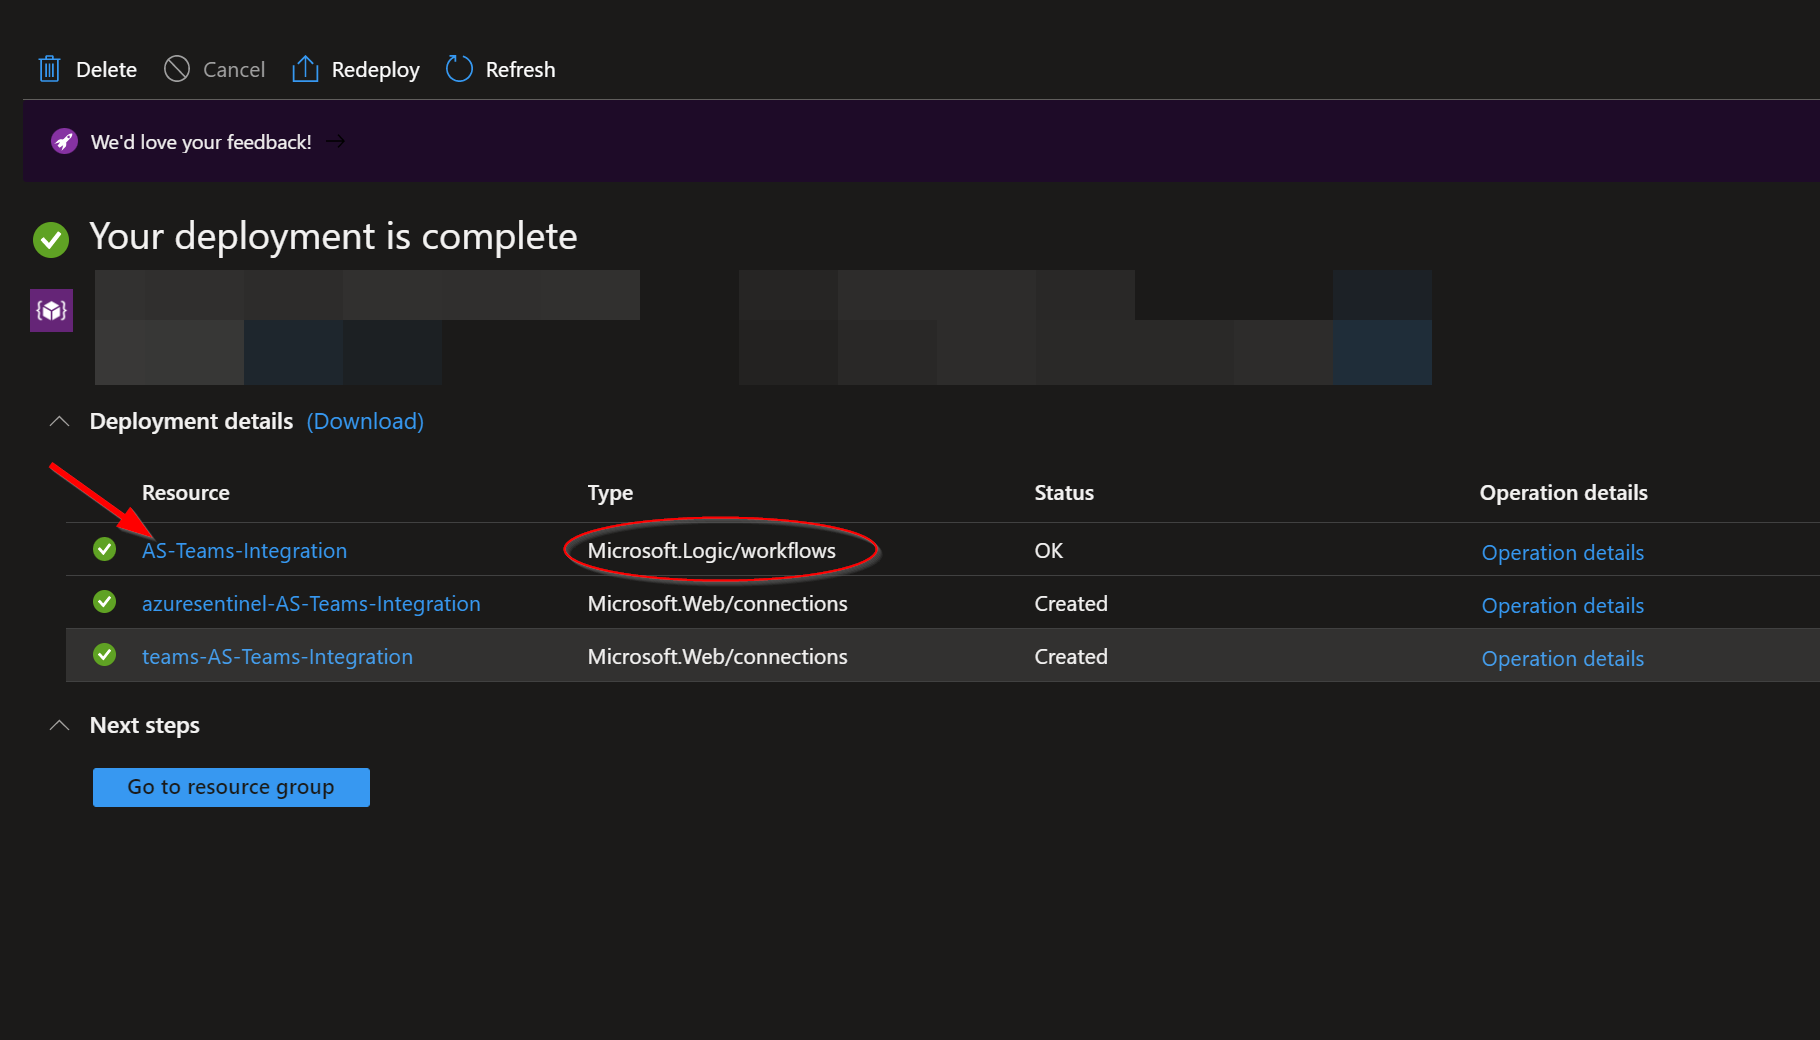 Delete Cancel Redeploy Refresh
We'd love your feedback!
Your deployment is complete
Deployment details (Download)
Resource Type Status Operation details
AS-Teams-Integration Microsoft.Logic/workflows OK Operation details
azuresentinel-AS-Teams-Integration Microsoft.Web/connections Created Operation details
teams-AS-Teams-Integration Microsoft.Web/connections Created Operation details
Next steps
Go to resource group